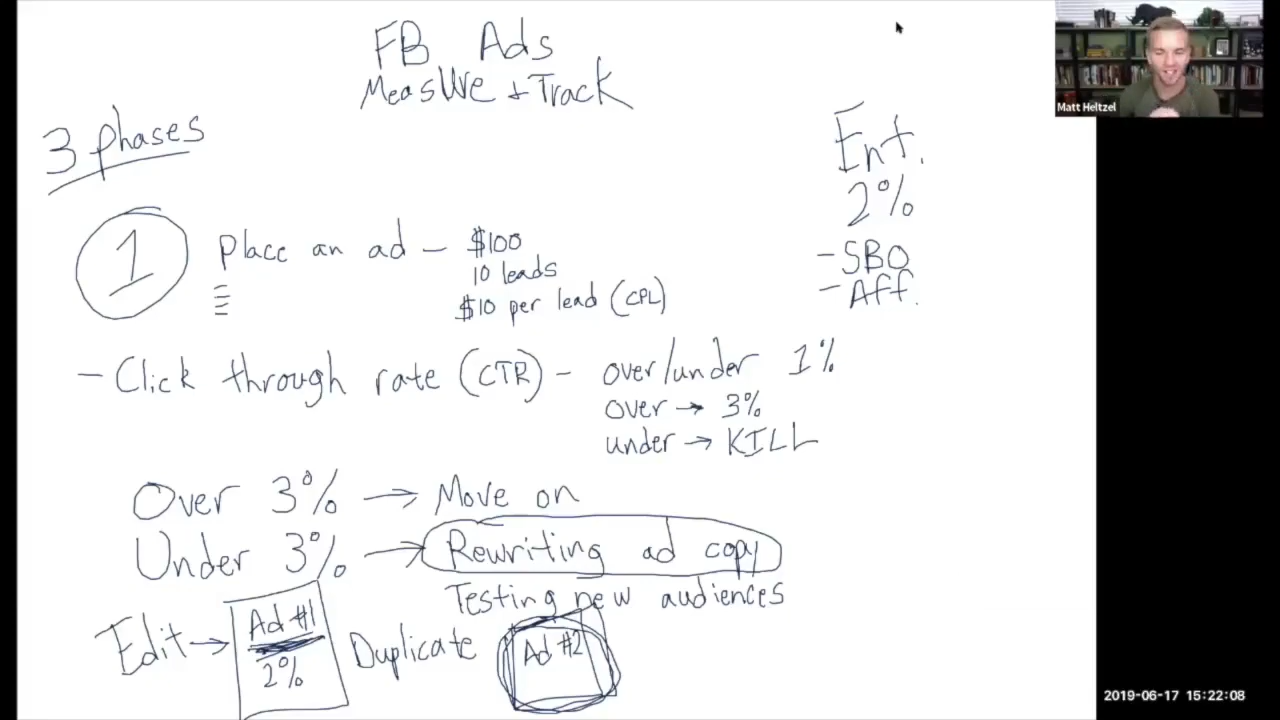 FB Ads
Measure + Track
3 phases
Matt Heltzel
Ent.
2%
- SBO
- Aff.
1 Place an ad - $100
10 leads
$10 per lead (CPL)
- Click through rate (CTR) - over/under 1%
over → 3%
under → KILL
Over 3% → Move on
Under 3% → Rewriting ad copy
Testing new audiences
Edit → Ad #1 Duplicate Ad #2
2%
2019-06-17 15:22:08